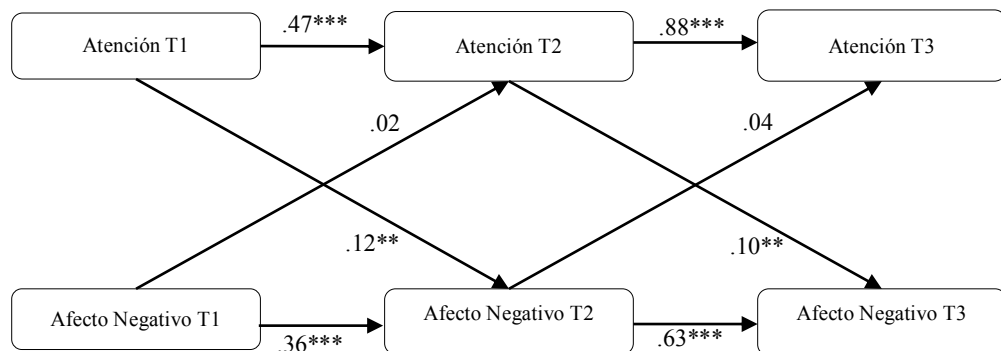 .47***
.88***
Atención T1
Atención T2
Atención T3
.02
.04
.12**
.10**
Afecto Negativo T1
Afecto Negativo T2
Afecto Negativo T3
.36***
.63***